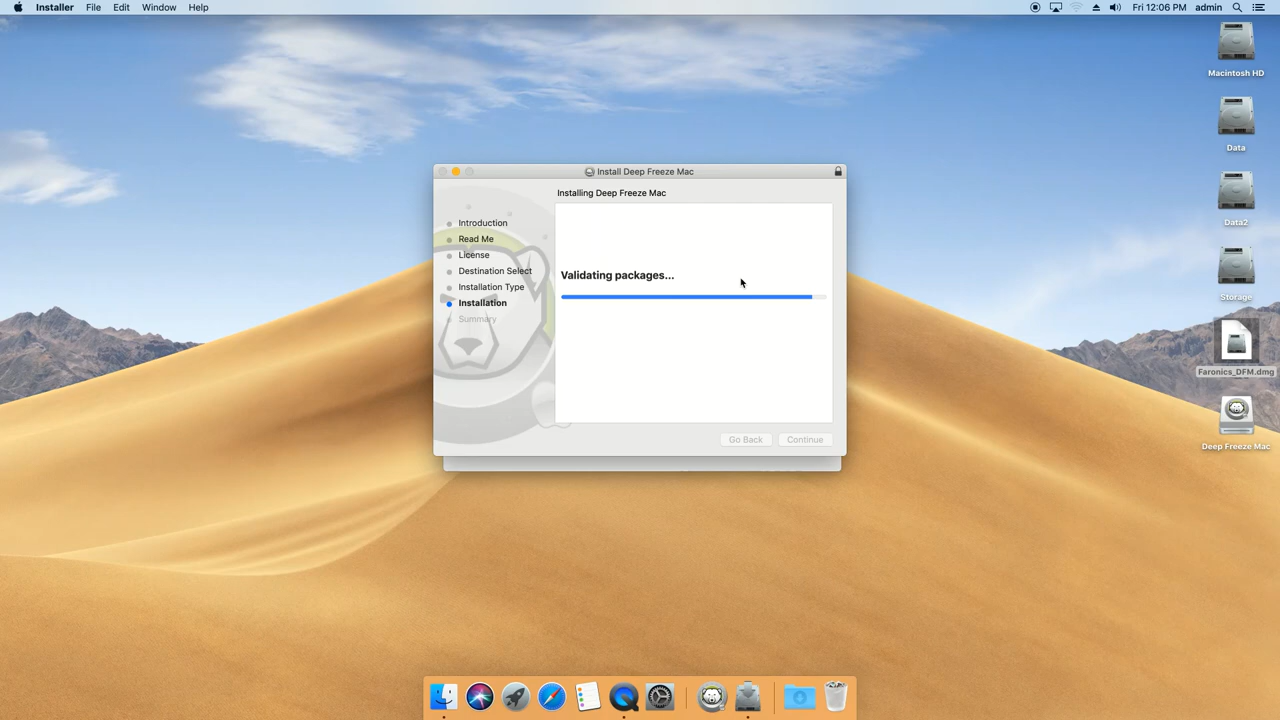 Installer File Edit Window Help Fri 12:06 PM admin
Macintosh HD
Data
Data2
Storage
Faronics_DFM.dmg
Deep Freeze Mac
Install Deep Freeze Mac
Installing Deep Freeze Mac
Introduction
Read Me
License
Destination Select
Installation Type
Installation
Summary
Validating packages...
Go Back Continue